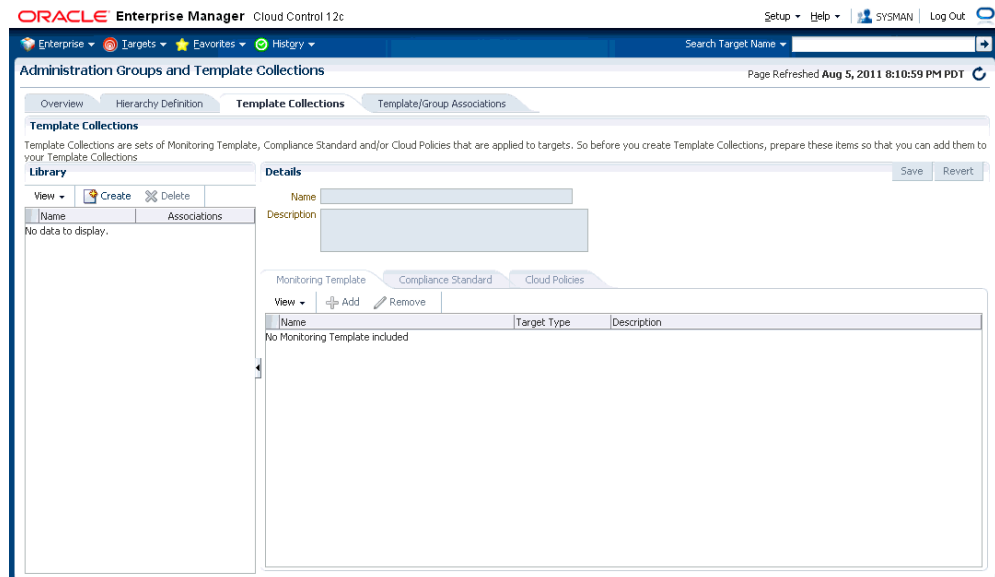 ORACLE Enterprise Manager Cloud Control 12c
Setup Help SYSMAN Log Out
Enterprise Targets Favorites History Search Target Name
Administration Groups and Template Collections
Page Refreshed Aug 5, 2011 8:10:59 PM PDT
Overview Hierarchy Definition Template Collections Template/Group Associations
Template Collections
Template Collections are sets of Monitoring Template, Compliance Standard and/or Cloud Policies that are applied to targets. So before you create Template Collections, prepare these items so that you can add them to
your Template Collections
Library
View Create Delete
Name Associations
No data to display.
Details
Save Revert
Name
Description
Monitoring Template Compliance Standard Cloud Policies
View Add Remove
Name Target Type Description
No Monitoring Template included